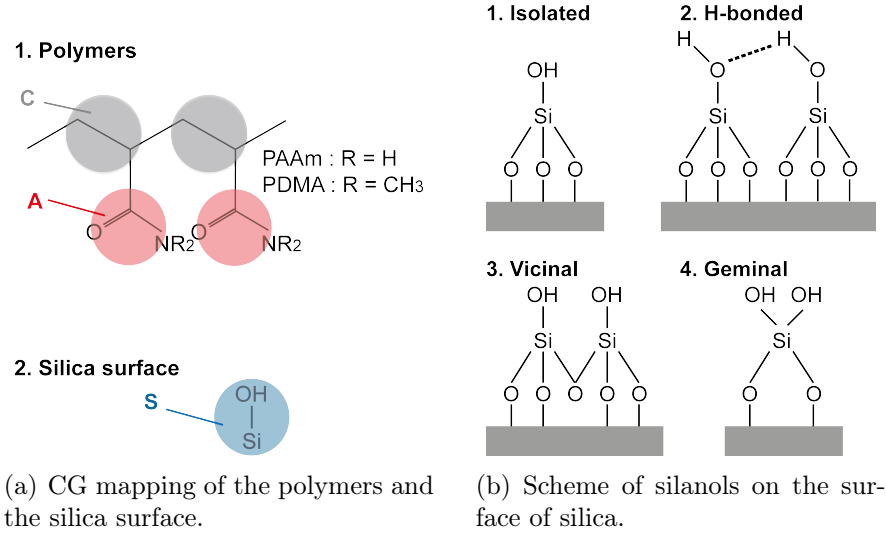 1. Polymers
C
PAAm : R = H
PDMA : R = CH3
A
O
NR2
O
NR2
2. Silica surface
S
OH
Si
(a) CG mapping of the polymers and
the silica surface.
1. Isolated
OH
Si
O O O
2. H-bonded
H H
O O
Si Si
O O O O O O
3. Vicinal
OH OH
Si Si
O O O O O
4. Geminal
OH OH
Si
O O
(b) Scheme of silanols on the sur-
face of silica.